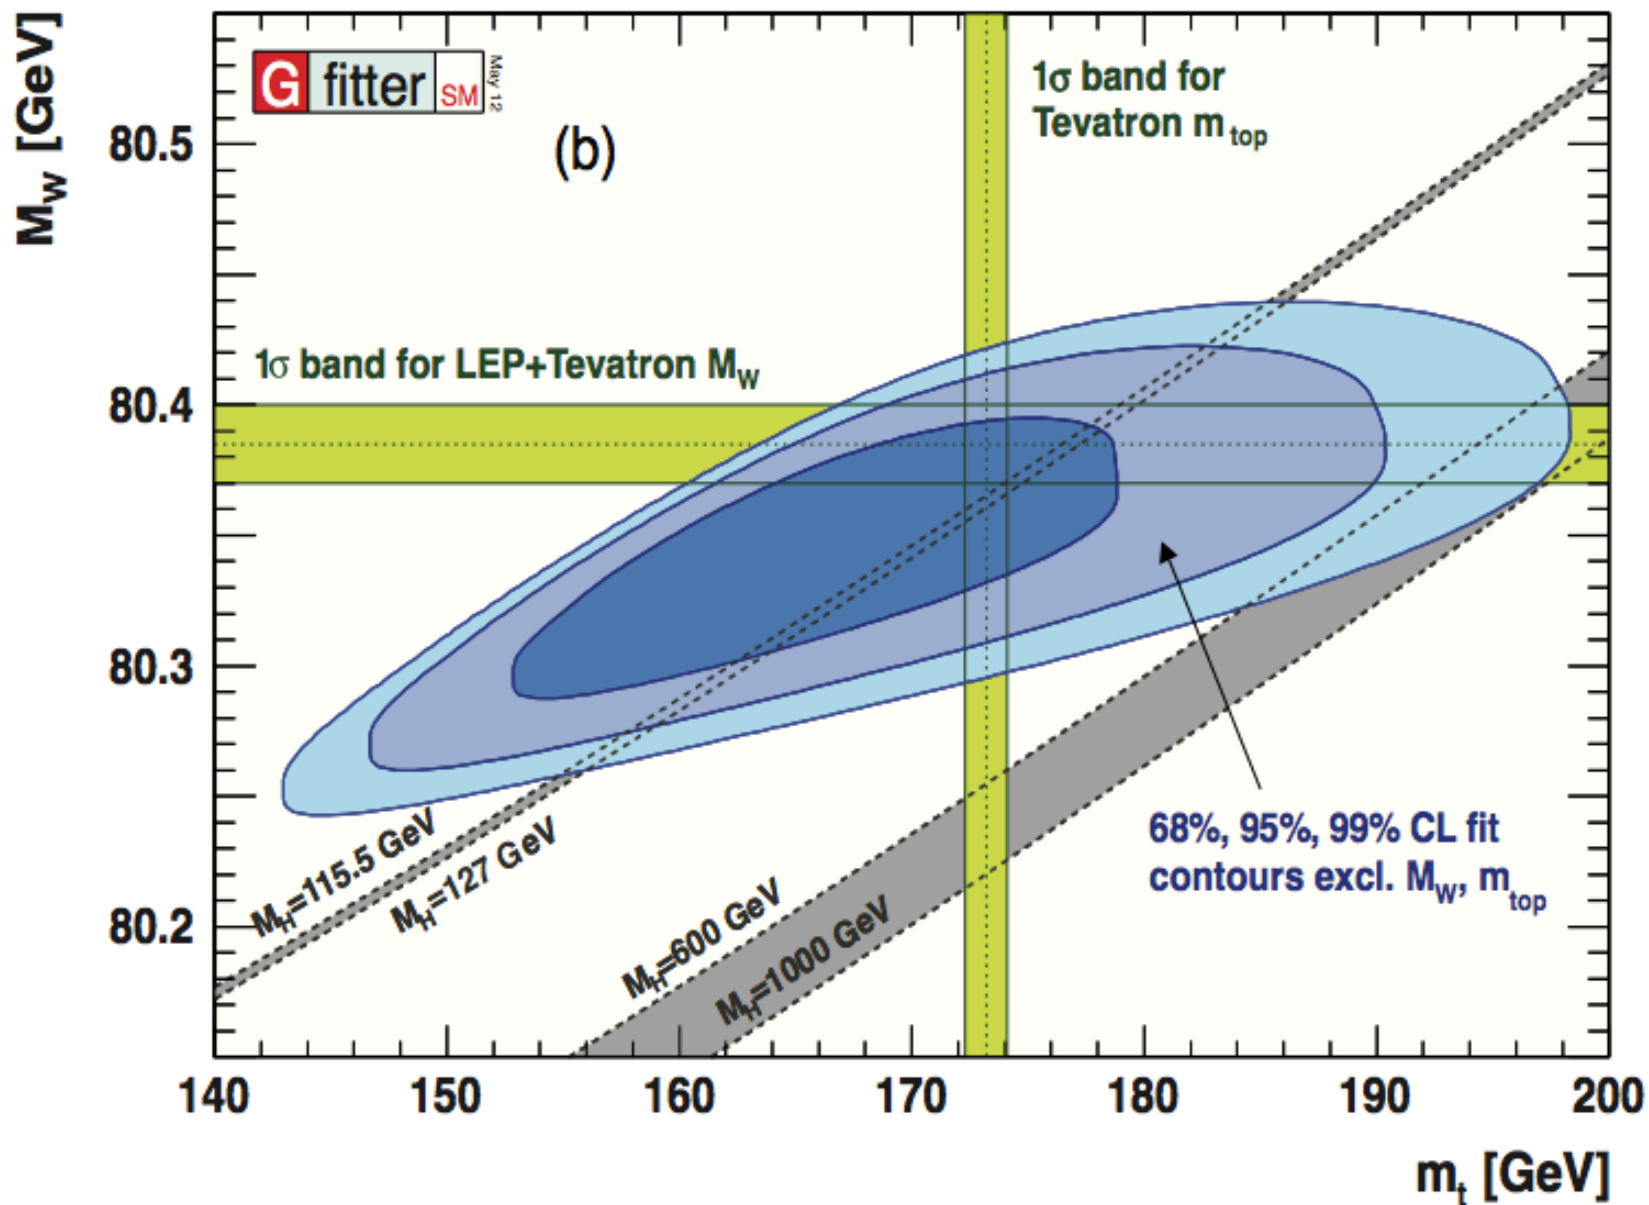 M_W [GeV]
80.5
80.4
80.3
80.2
G fitter SM
May 12
(b)
1σ band for
Tevatron m_top
1σ band for LEP+Tevatron M_W
M_H=115.5 GeV
M_H=127 GeV
M_H=600 GeV
M_H=1000 GeV
68%, 95%, 99% CL fit
contours excl. M_W, m_top
140 150 160 170 180 190 200
m_t [GeV]